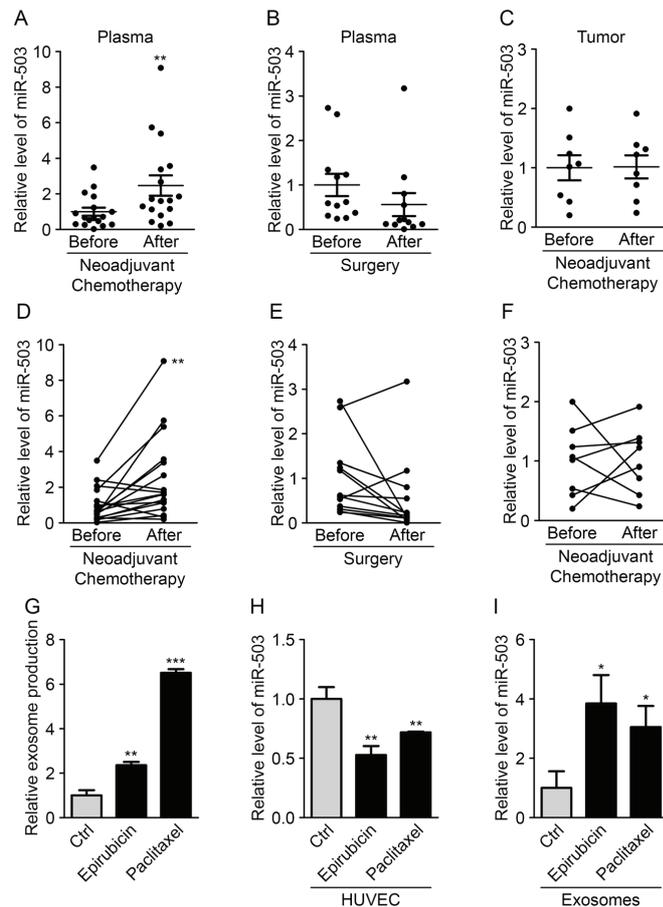 A
Plasma
Relative level of miR-503
10
8
6
4
2
0
**
Before After
Neoadjuvant
Chemotherapy
B
Plasma
Relative level of miR-503
4
3
2
1
0
Before After
Surgery
C
Tumor
Relative level of miR-503
3
2
1
0
Before After
Neoadjuvant
Chemotherapy
D
Relative level of miR-503
10
8
6
4
2
0
**
Before After
Neoadjuvant
Chemotherapy
E
Relative level of miR-503
4
3
2
1
0
Before After
Surgery
F
Relative level of miR-503
3
2
1
0
Before After
Neoadjuvant
Chemotherapy
G
Relative exosome production
8
6
4
2
0
**
***
Ctrl
Epirubicin
Paclitaxel
H
Relative level of miR-503
1.5
1.0
0.5
0.0
**
**
Ctrl
Epirubicin
Paclitaxel
HUVEC
I
Relative level of miR-503
6
4
2
0
*
*
Ctrl
Epirubicin
Paclitaxel
Exosomes